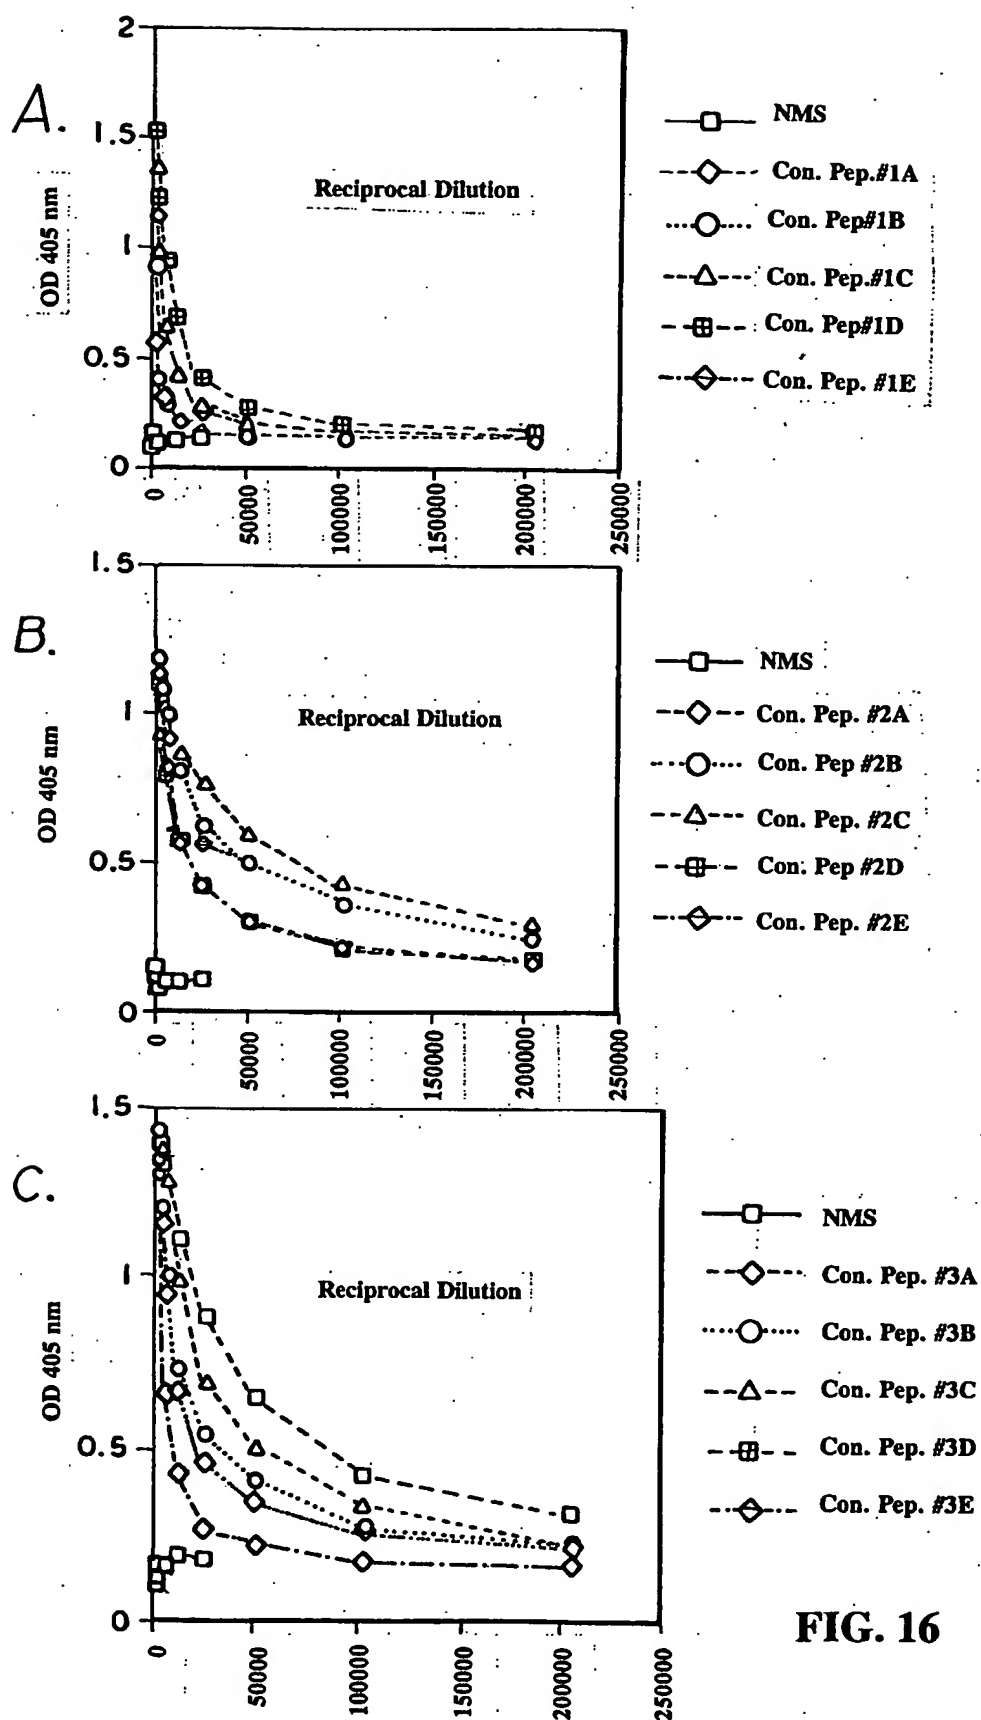 A.
2
1.5
1
0.5
0
OD 405 nm
Reciprocal Dilution
0
50000
100000
150000
200000
250000
NMS
Con. Pep.#1A
Con. Pep#1B
Con. Pep.#1C
Con. Pep#1D
Con. Pep. #1E
B.
1.5
1
0.5
0
OD 405 nm
Reciprocal Dilution
0
50000
100000
150000
200000
250000
NMS
Con. Pep. #2A
Con. Pep #2B
Con. Pep. #2C
Con. Pep #2D
Con. Pep. #2E
C.
1.5
1
0.5
0
OD 405 nm
Reciprocal Dilution
0
50000
100000
150000
200000
250000
NMS
Con. Pep. #3A
Con. Pep. #3B
Con. Pep. #3C
Con. Pep. #3D
Con. Pep. #3E
FIG. 16